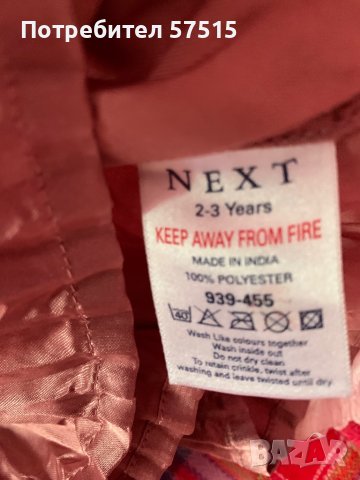 Потребител 57515
NEXT
2-3 Years
KEEP AWAY FROM FIRE
MADE IN INDIA
100% POLYESTER
939-455
40
Wash Like colours together
Wash inside out
Do not dry clean
To retain crinkle, twist after
washing and leave twisted until dry
BAZAR